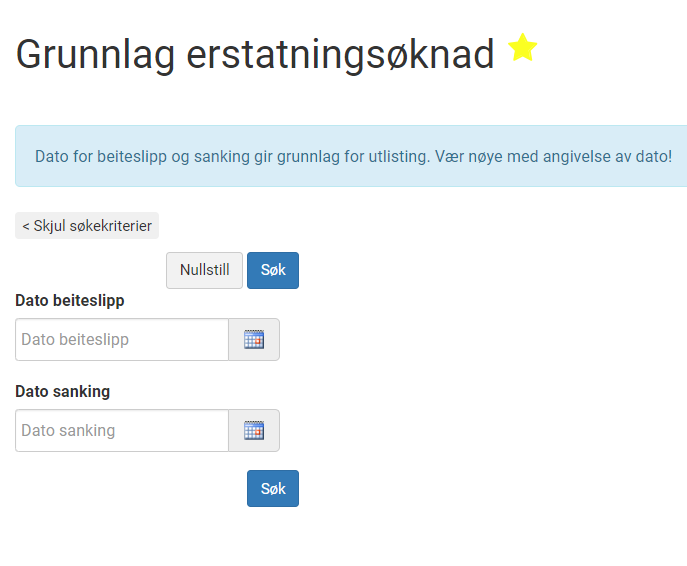 Grunnlag erstatningsøknad
Dato for beiteslipp og sanking gir grunnlag for utlisting. Vær nøye med angivelse av dato!
< Skjul søkekriterier
Nullstill Søk
Dato beiteslipp
Dato beiteslipp
Dato sanking
Dato sanking
Søk